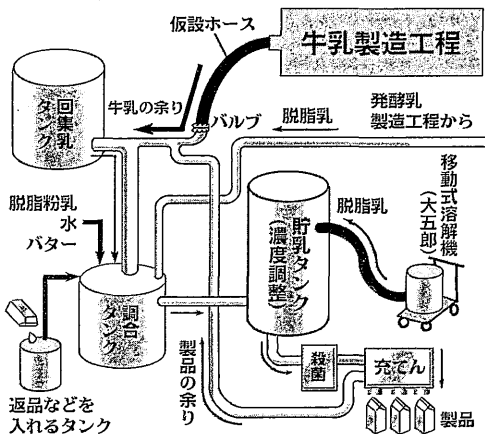 仮設ホース
牛乳製造工程
回集乳
タンク
牛乳の余り
バルブ
脱脂乳
発酵乳
製造工程から
脱脂粉乳
水
バター
貯乳タンク
(濃度調整)
脱脂乳
移動式溶解機
(大五郎)
調合
タンク
製品の余り
殺菌
充てん
返品などを
入れるタンク
製品